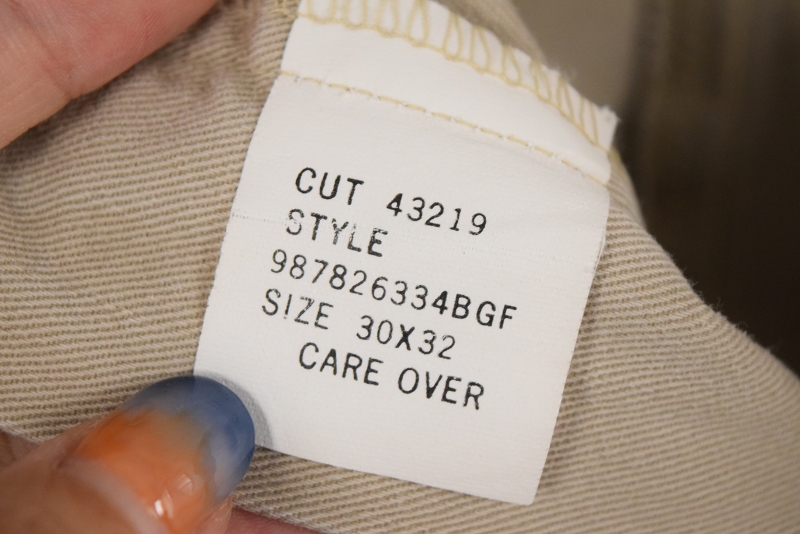 CUT 43219
STYLE
987826334BGF
SIZE 30X32
CARE OVER